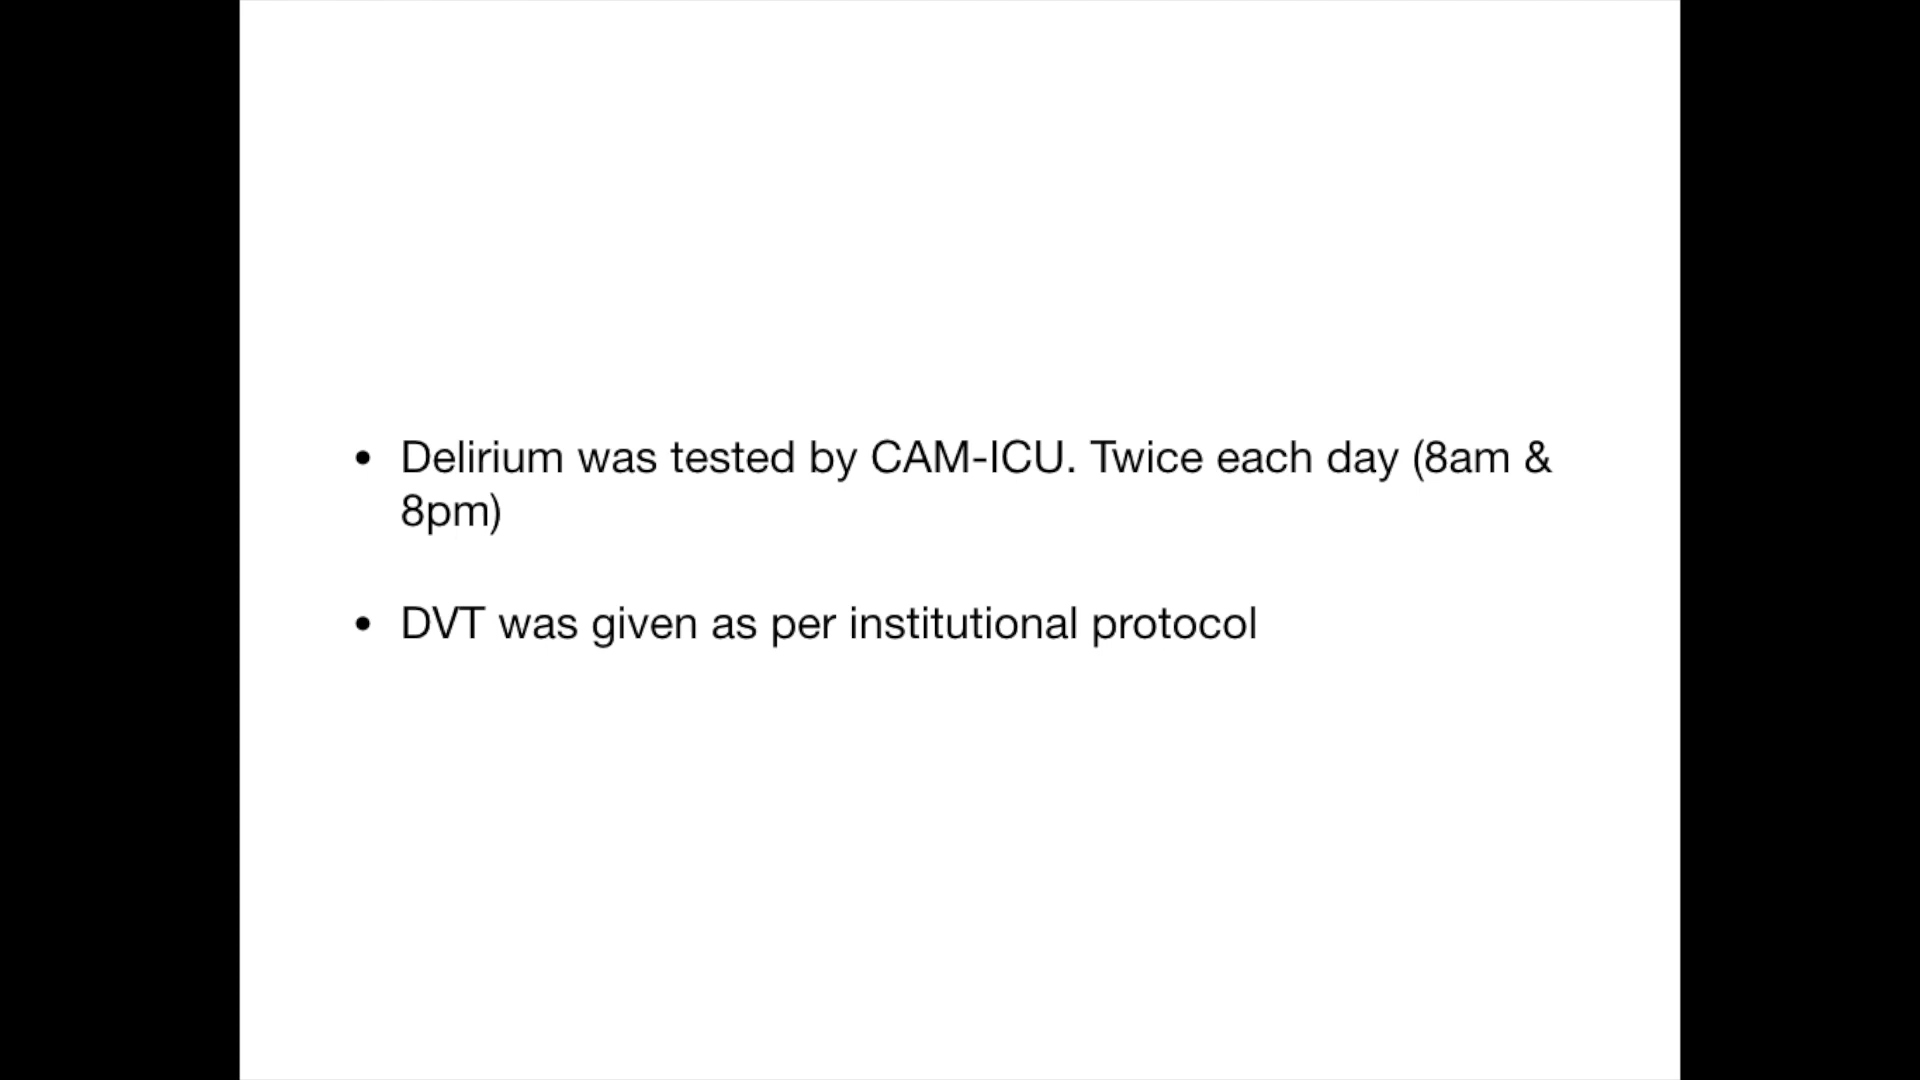 • Delirium was tested by CAM-ICU. Twice each day (8am &
8pm)
• DVT was given as per institutional protocol